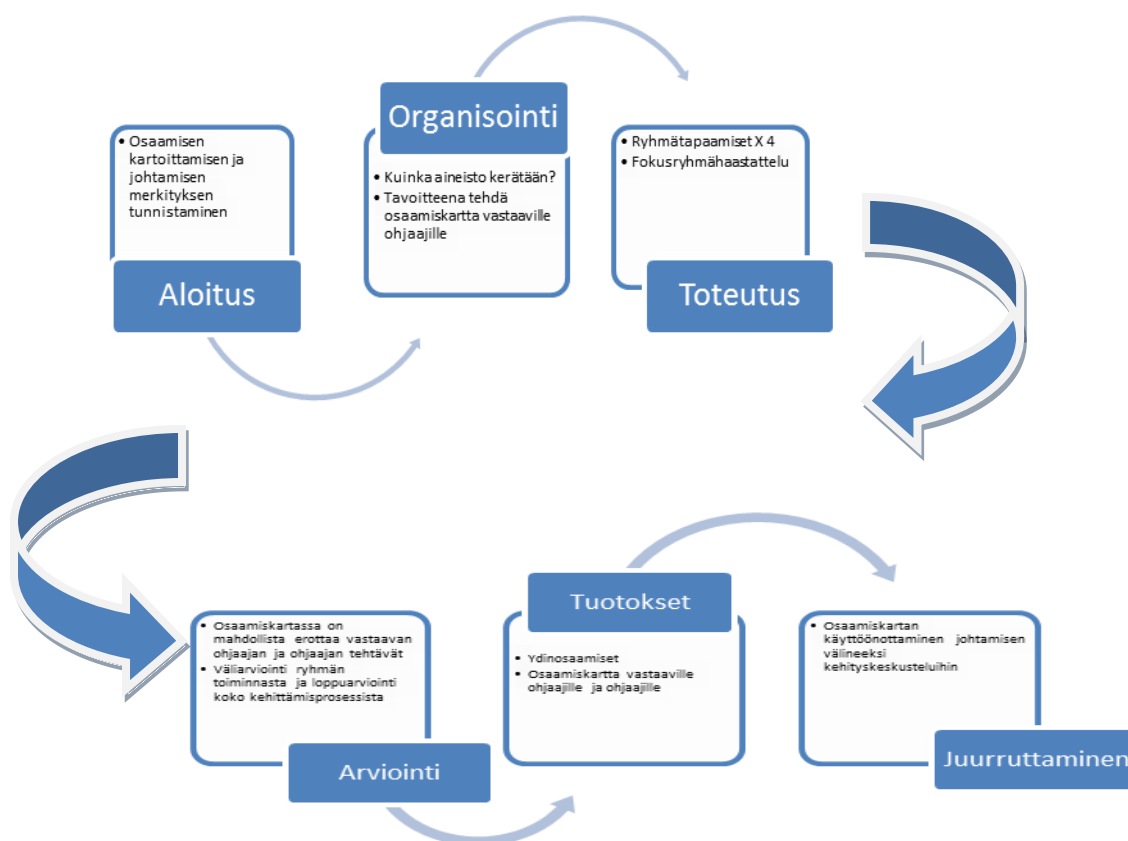 • Osaamisen
kartoittamisen ja
johtamisen
merkityksen
tunnistaminen
Aloitus
Organisointi
• Kuinka aineisto kerätään?
• Tavoitteena tehdä
osaamiskartta vastaaville
ohjaajille
• Ryhmätapaamiset X 4
• Fokusryhmähaastattelu
Toteutus
• Osaamiskartassa on
mahdollista erottaa vastaavan
ohjaajan ja ohjaajan tehtävät
• Väliarviointi ryhmän
toiminnasta ja loppuarviointi
koko kehittämisprosessista
Arviointi
Tuotokset
• Ydinosaamiset
• Osaamiskartta vastaaville
ohjaajille ja ohjaajille
• Osaamiskartan
käyttöönottaminen johtamisen
välineeksi
kehityskeskusteluihin
Juurruttaminen